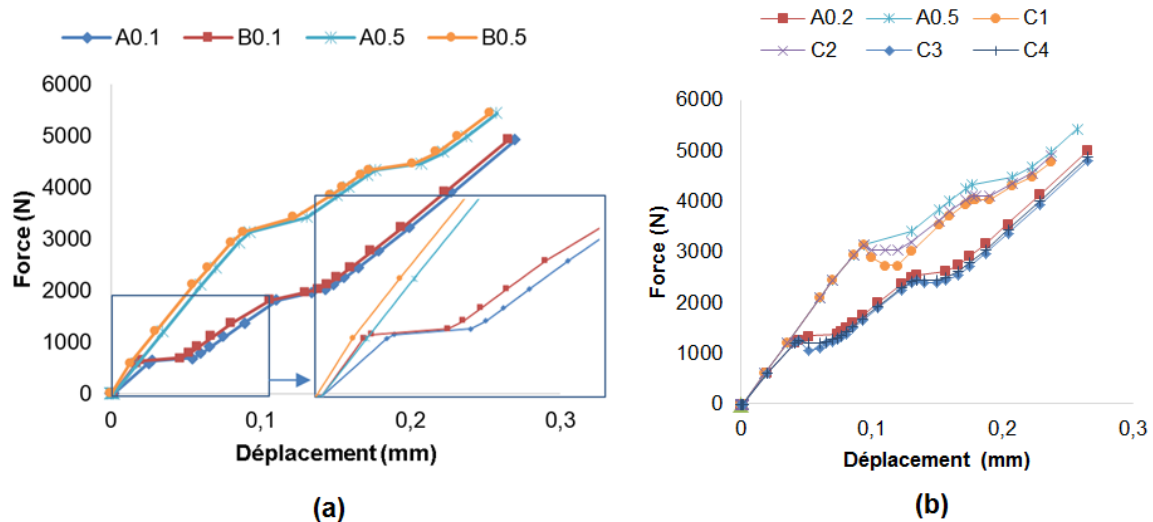 A0.1 B0.1 A0.5 B0.5
Force (N)
6000
5000
4000
3000
2000
1000
0
0 0,1 0,2 0,3
Déplacement (mm)
(a)
A0.2 A0.5 C1
C2 C3 C4
Force (N)
6000
5000
4000
3000
2000
1000
0
0 0,1 0,2 0,3
Déplacement (mm)
(b)